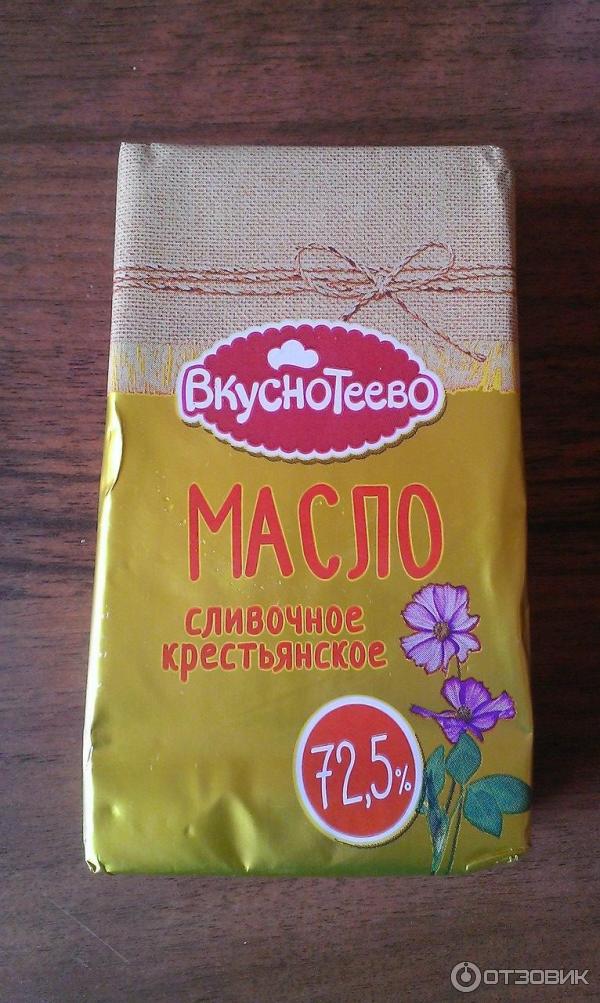 ВКУСНОТЕЕВО
МАСЛО
СЛИВОЧНОЕ
КРЕСТЬЯНСКОЕ
72,5%
ОТЗОВИК